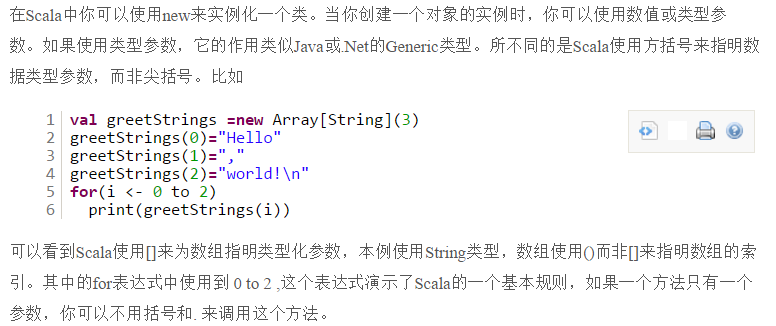 在Scala中你可以使用new来实例化一个类。当你创建一个对象的实例时，你可以使用数值或类型参
数。如果使用类型参数，它的作用类似Java或.Net的Generic类型。所不同的是Scala使用方括号来指明数
据类型参数，而非尖括号。比如
1 val greetStrings =new Array[String](3)
2 greetStrings(0)="Hello"
3 greetStrings(1)=","
4 greetStrings(2)="world!\n"
5 for(i <- 0 to 2)
6   print(greetStrings(i))
可以看到Scala使用[]来为数组指明类型化参数，本例使用String类型，数组使用()而非[]来指明数组的索
引。其中的for表达式中使用到 0 to 2 ,这个表达式演示了Scala的一个基本规则，如果一个方法只有一个
参数，你可以不用括号和. 来调用这个方法。